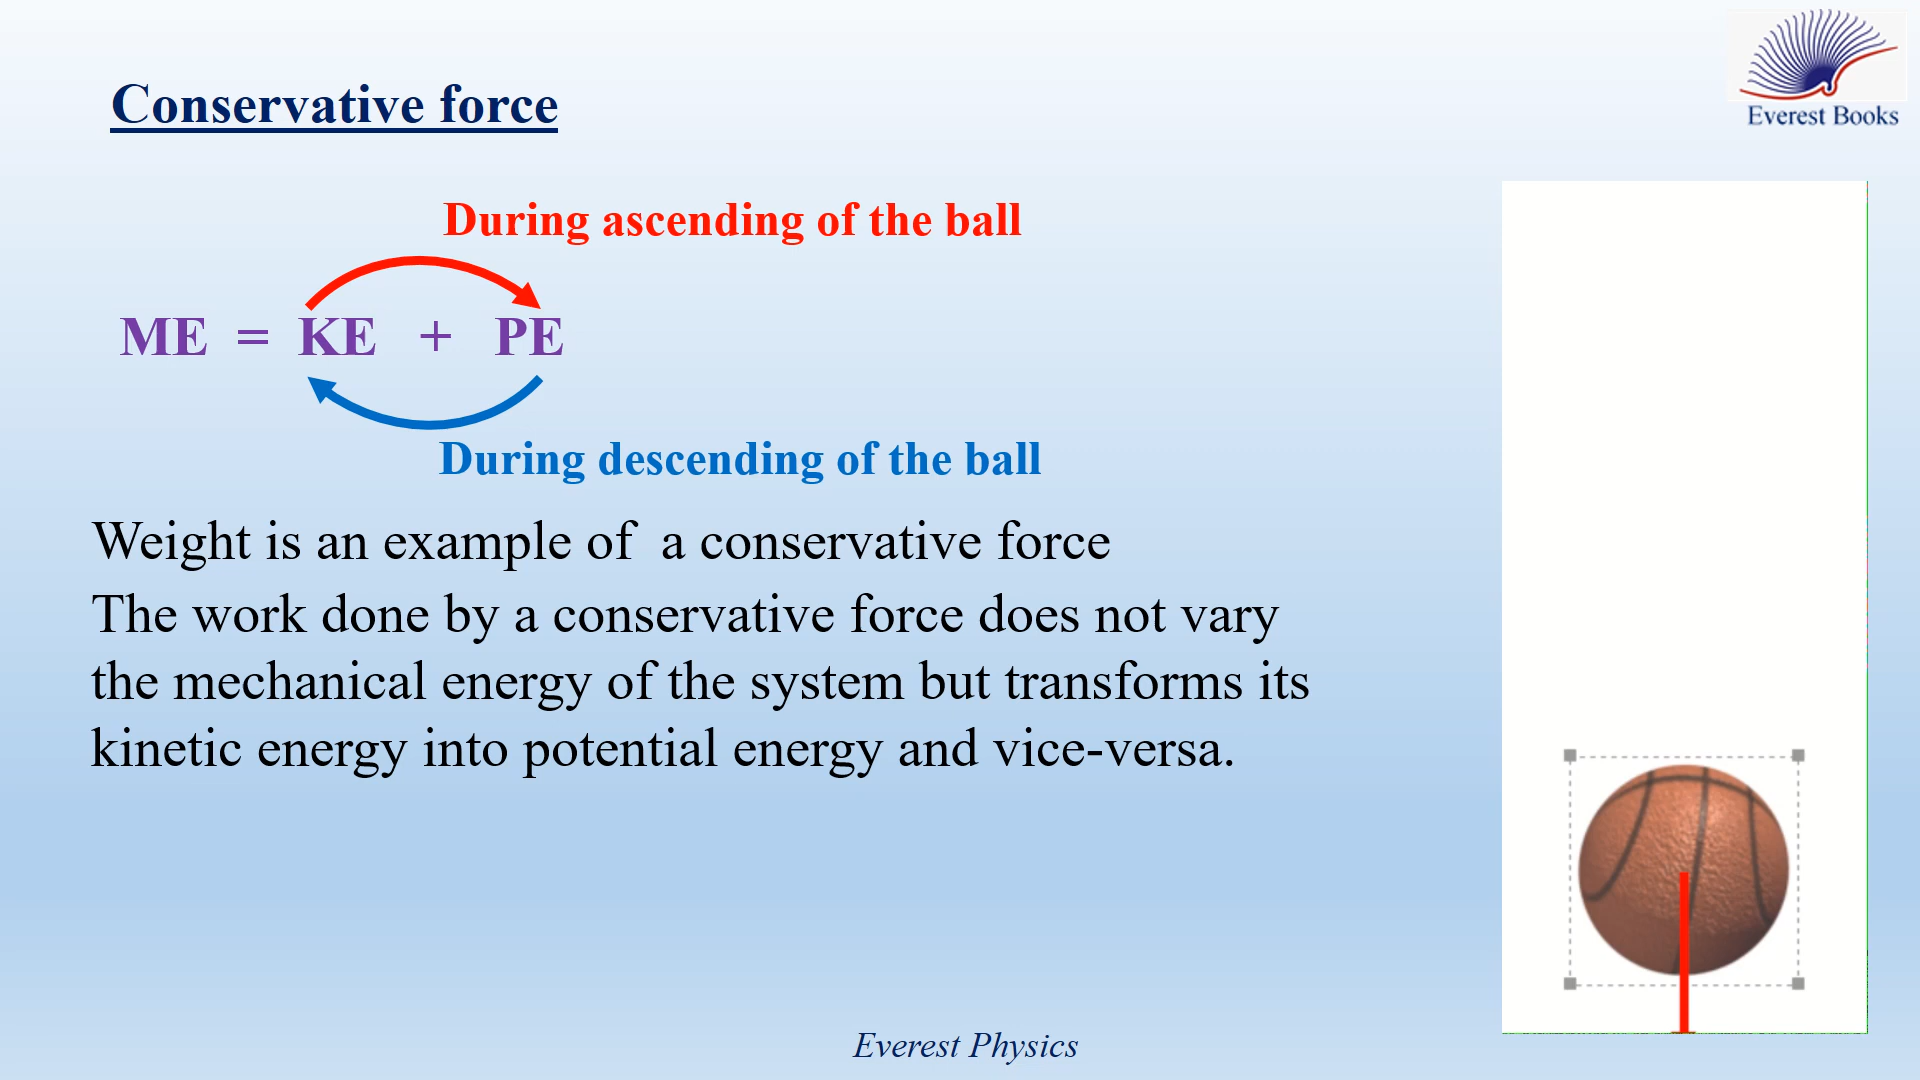 Everest Books
Conservative force
During ascending of the ball
ME = KE + PE
During descending of the ball
Weight is an example of a conservative force
The work done by a conservative force does not vary
the mechanical energy of the system but transforms its
kinetic energy into potential energy and vice-versa.
Everest Physics